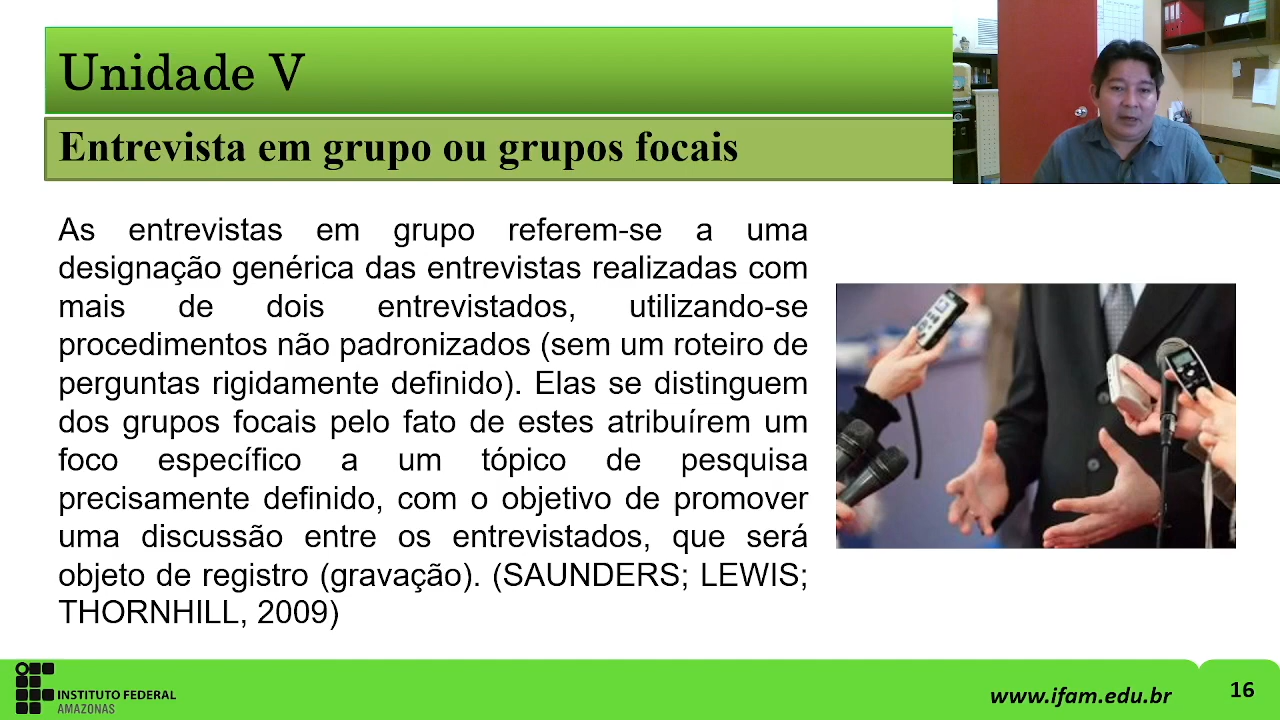 Unidade V
Entrevista em grupo ou grupos focais
As entrevistas em grupo referem-se a uma
designação genérica das entrevistas realizadas com
mais de dois entrevistados, utilizando-se
procedimentos não padronizados (sem um roteiro de
perguntas rigidamente definido). Elas se distinguem
dos grupos focais pelo fato de estes atribuírem um
foco específico a um tópico de pesquisa
precisamente definido, com o objetivo de promover
uma discussão entre os entrevistados, que será
objeto de registro (gravação). (SAUNDERS; LEWIS;
THORNHILL, 2009)
INSTITUTO FEDERAL
AMAZONAS
www.ifam.edu.br
16